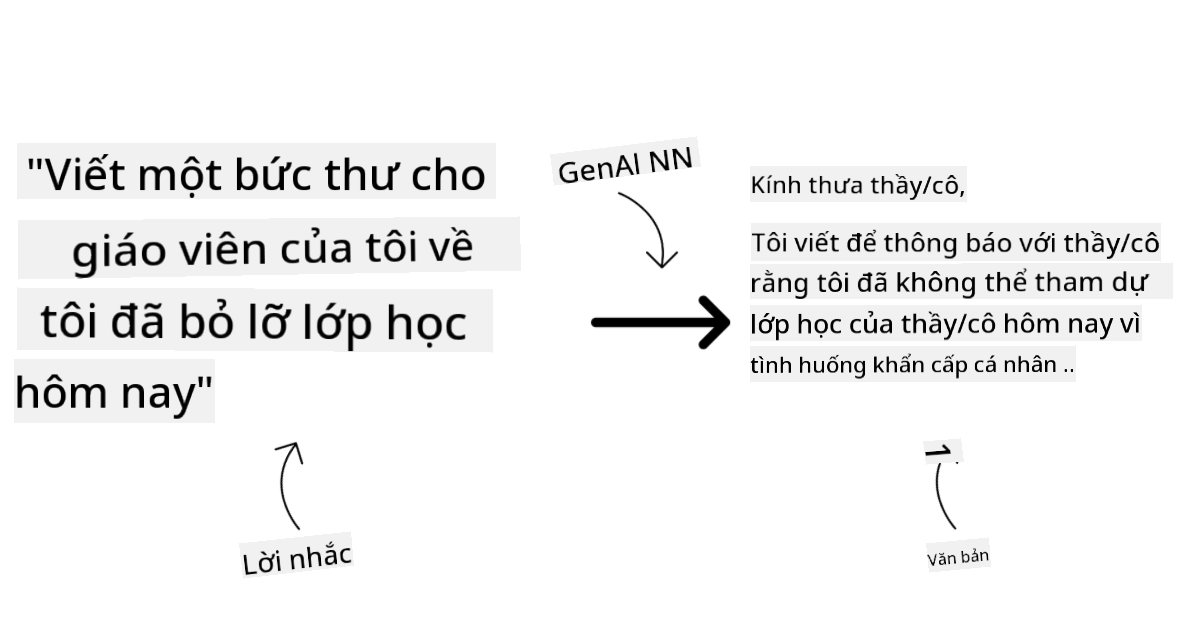 "Viết một bức thư cho
giáo viên của tôi về
tôi đã bỏ lỡ lớp học
hôm nay"
Lời nhắc
GenAI NN
Kính thưa thầy/cô,
Tôi viết để thông báo với thầy/cô
rằng tôi đã không thể tham dự
lớp học của thầy/cô hôm nay vì
tình huống khẩn cấp cá nhân ..
Văn bản